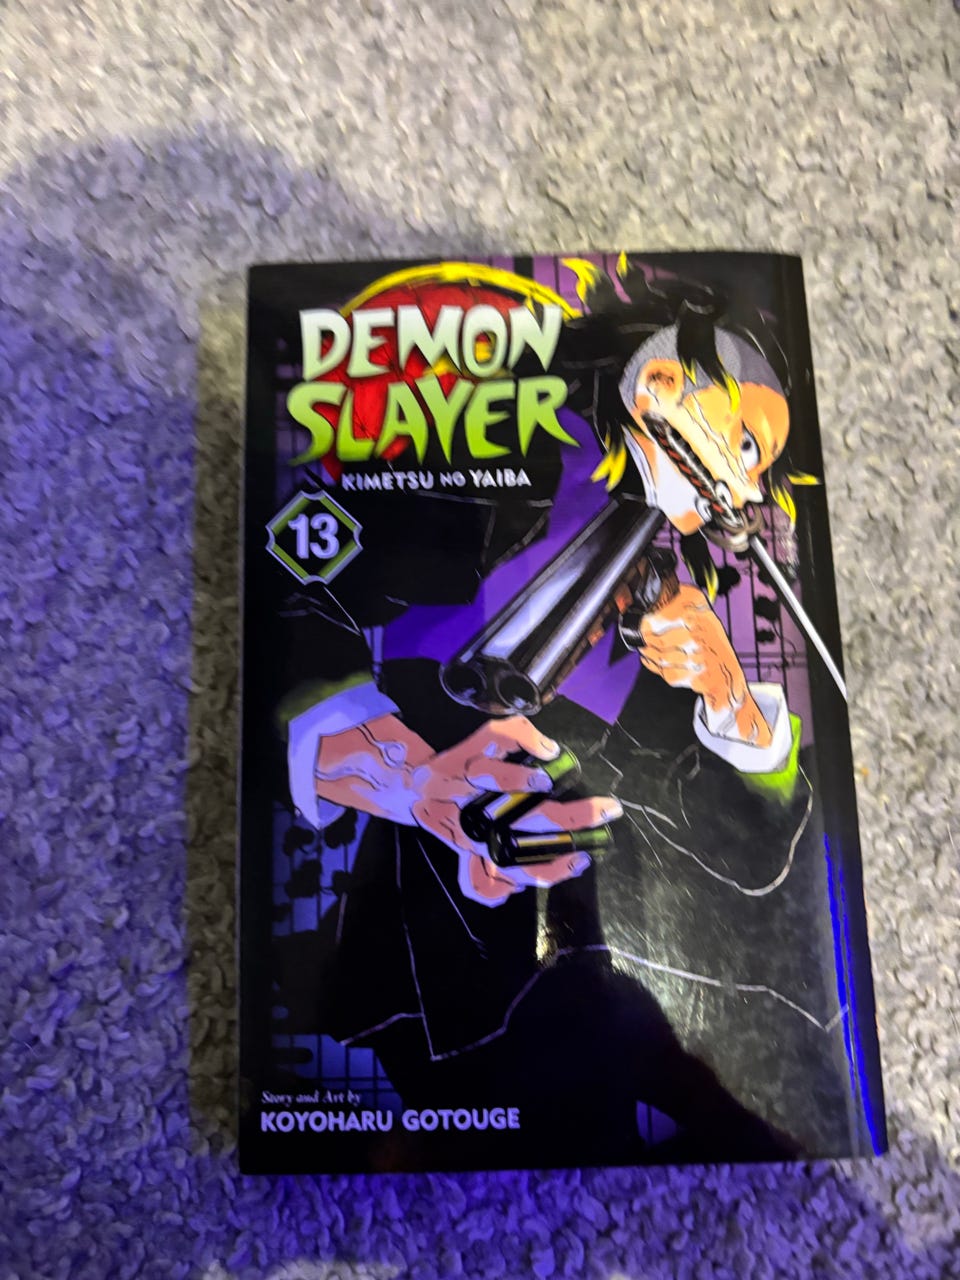 DEMON
SLAYER
KIMETSU NO YAIBA
13
Story and Art by
KOYOHARU GOTOUGE